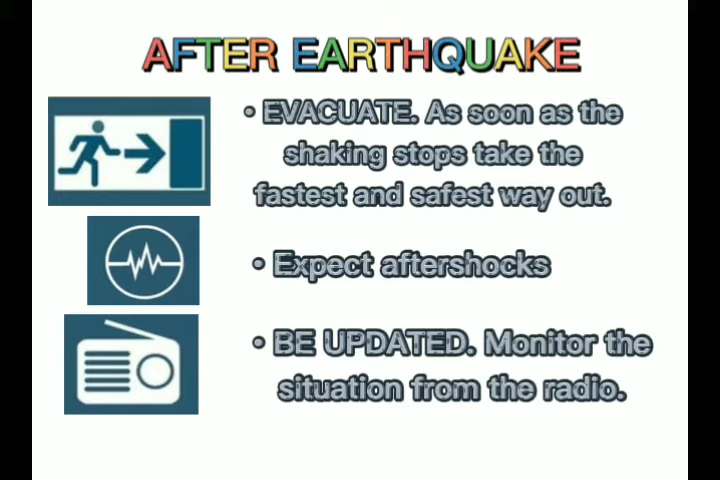 AFTER EARTHQUAKE
• EVACUATE. As soon as the
shaking stops take the
fastest and safest way out.
• Expect aftershocks
• BE UPDATED. Monitor the
situation from the radio.